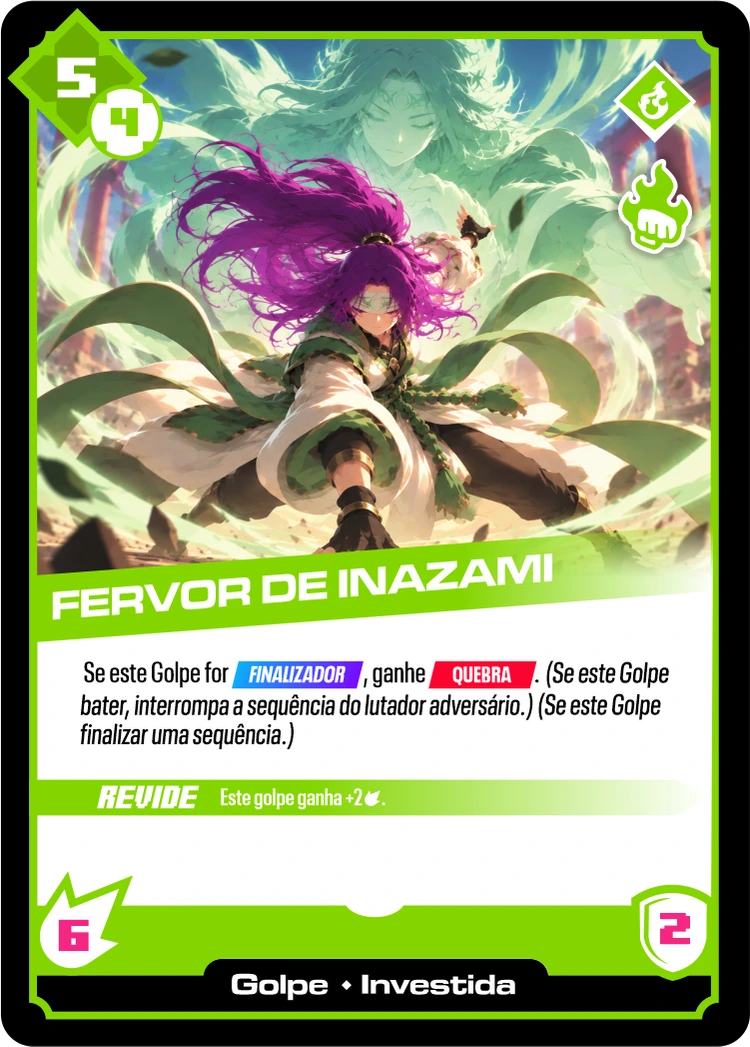 5
4
FERVOR DE INAZAMI
Se este Golpe for FINALIZADOR, ganhe QUEBRA. (Se este Golpe
bater, interrompa a sequência do lutador adversário.) (Se este Golpe
finalizar uma sequência.)
REVIDE Este golpe ganha +2.
6
2
Golpe • Investida